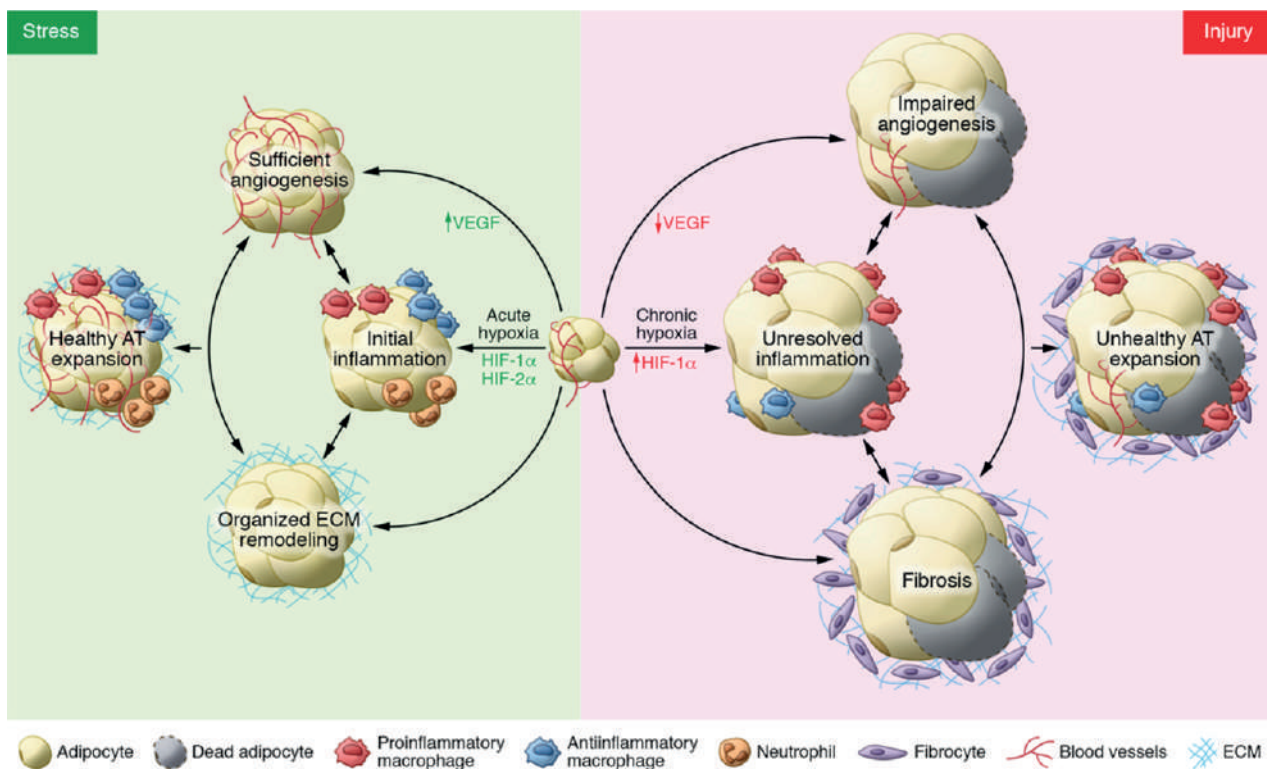 Stress
Injury
Sufficient
angiogenesis
Impaired
angiogenesis
↑VEGF
↓VEGF
Healthy AT
expansion
Initial
inflammation
Acute
hypoxia
HIF-1α
HIF-2α
Chronic
hypoxia
↑HIF-1α
Unresolved
inflammation
Unhealthy AT
expansion
Organized ECM
remodeling
Fibrosis
Adipocyte
Dead adipocyte
Proinflammatory
macrophage
Antiinflammatory
macrophage
Neutrophil
Fibrocyte
Blood vessels
ECM